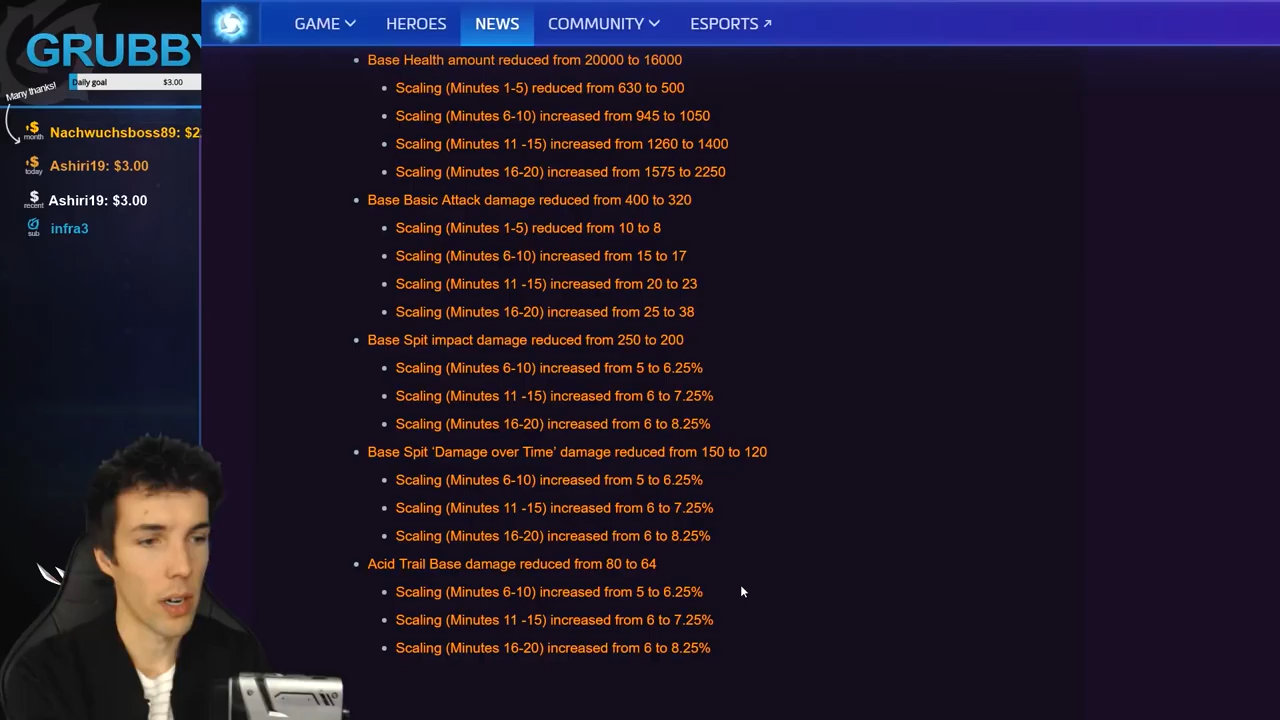 GAME HEROES NEWS COMMUNITY ESPORTS
GRUBBY
Daily goal $3.00
Many thanks!
$ month Nachwuchsboss89: $2
$ today Ashiri19: $3.00
$ recent Ashiri19: $3.00
sub infra3
Base Health amount reduced from 20000 to 16000
Scaling (Minutes 1-5) reduced from 630 to 500
Scaling (Minutes 6-10) increased from 945 to 1050
Scaling (Minutes 11 -15) increased from 1260 to 1400
Scaling (Minutes 16-20) increased from 1575 to 2250
Base Basic Attack damage reduced from 400 to 320
Scaling (Minutes 1-5) reduced from 10 to 8
Scaling (Minutes 6-10) increased from 15 to 17
Scaling (Minutes 11 -15) increased from 20 to 23
Scaling (Minutes 16-20) increased from 25 to 38
Base Spit impact damage reduced from 250 to 200
Scaling (Minutes 6-10) increased from 5 to 6.25%
Scaling (Minutes 11 -15) increased from 6 to 7.25%
Scaling (Minutes 16-20) increased from 6 to 8.25%
Base Spit ‘Damage over Time’ damage reduced from 150 to 120
Scaling (Minutes 6-10) increased from 5 to 6.25%
Scaling (Minutes 11 -15) increased from 6 to 7.25%
Scaling (Minutes 16-20) increased from 6 to 8.25%
Acid Trail Base damage reduced from 80 to 64
Scaling (Minutes 6-10) increased from 5 to 6.25%
Scaling (Minutes 11 -15) increased from 6 to 7.25%
Scaling (Minutes 16-20) increased from 6 to 8.25%